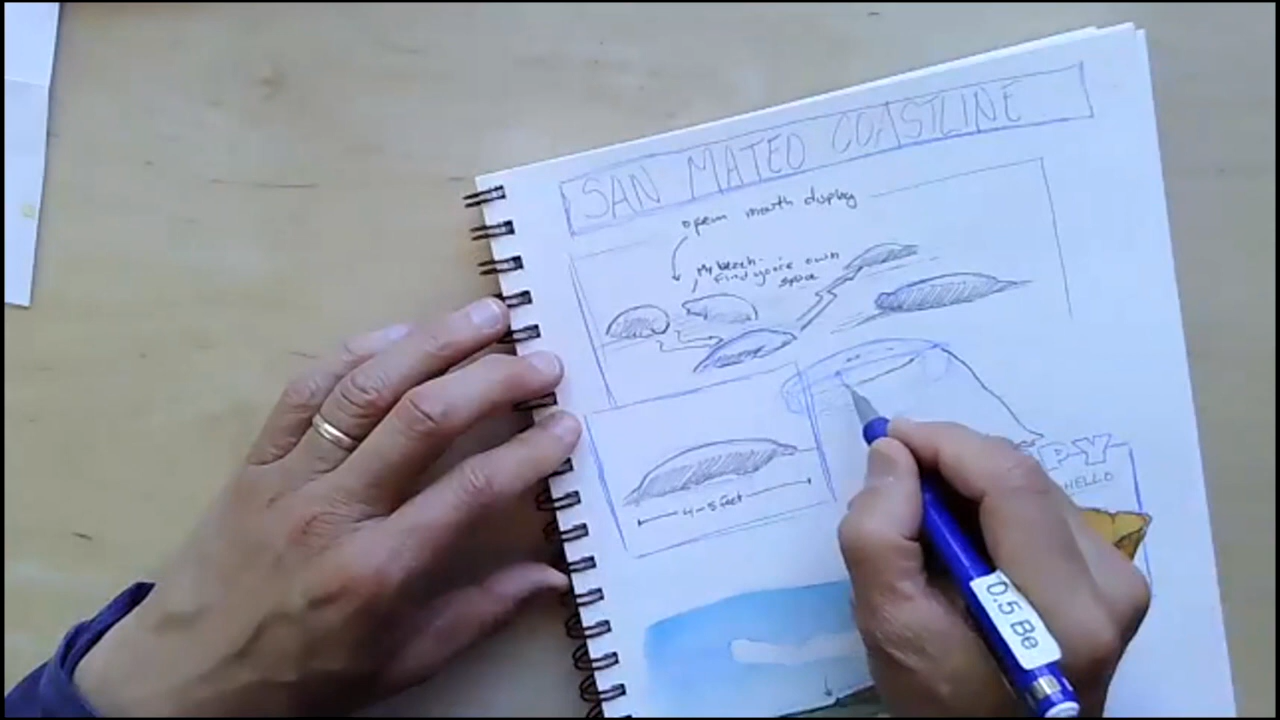 SAN MATEO COASTLINE
open mouth display
My beach.
find you're own
space
4-5 feet
PY
HELLO
0.5 Be